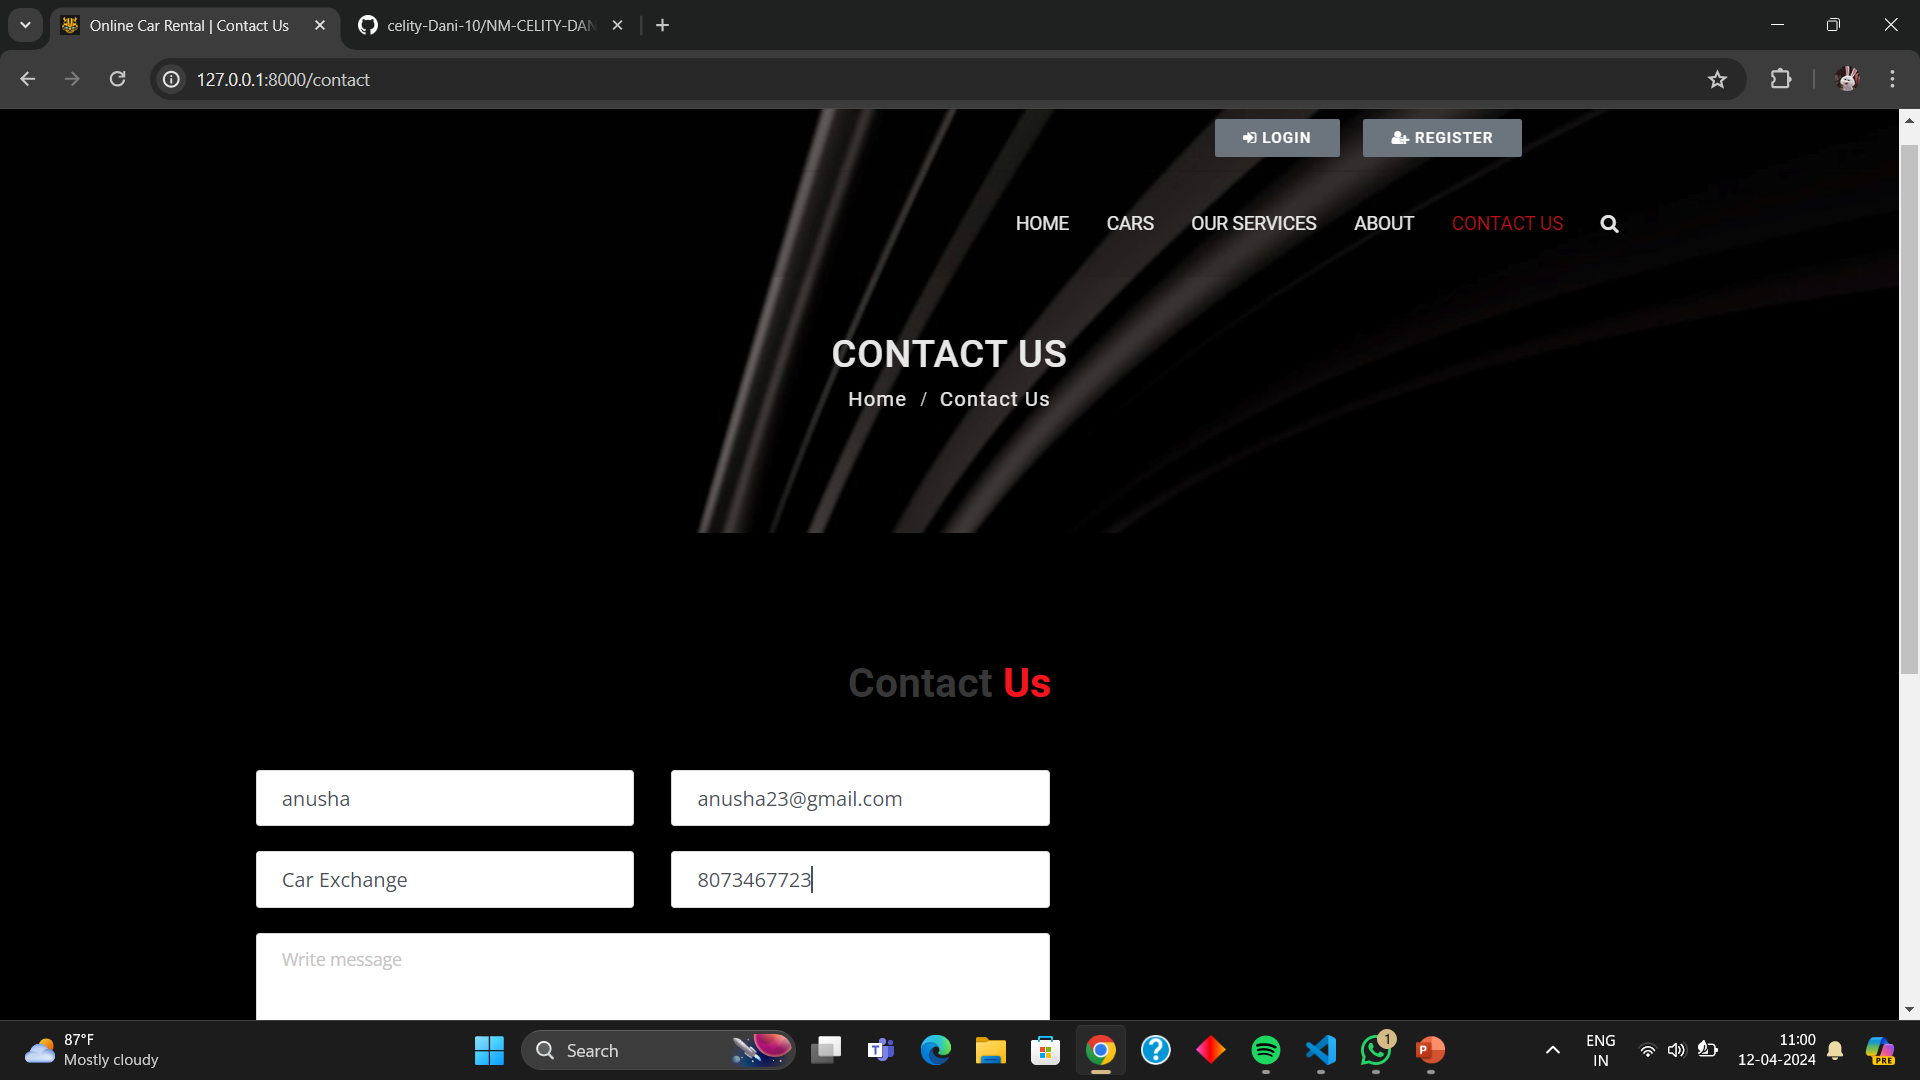 Online Car Rental | Contact Us
celity-Dani-10/NM-CELITY-DAN
127.0.0.1:8000/contact
LOGIN
REGISTER
HOME CARS OUR SERVICES ABOUT CONTACT US
CONTACT US
Home / Contact Us
Contact Us
anusha
anusha23@gmail.com
Car Exchange
8073467723
Write message
87°F
Mostly cloudy
Search
1
ENG
IN
11:00
12-04-2024
PRE